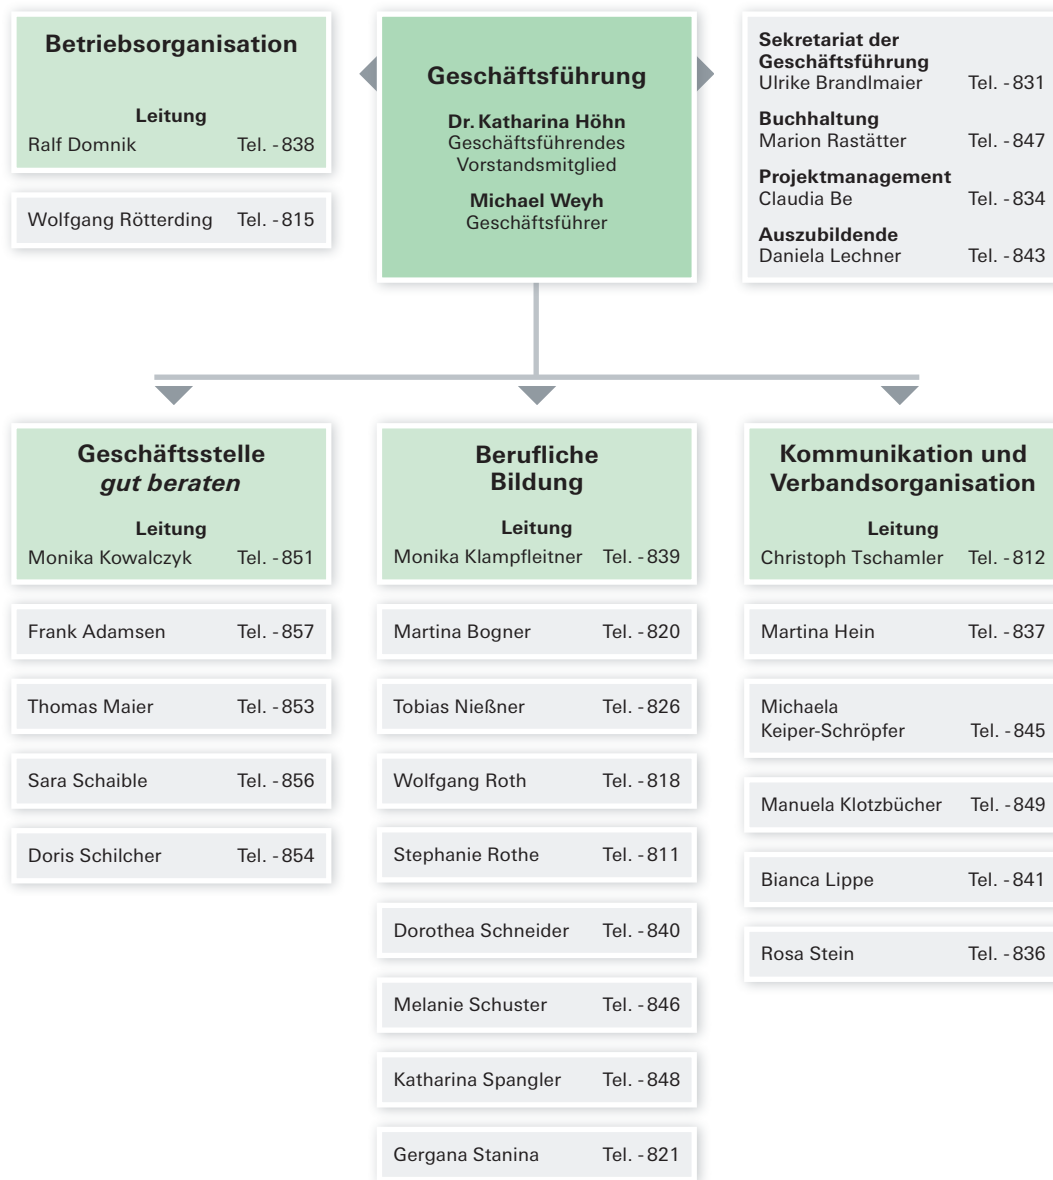 Betriebsorganisation
Leitung
Ralf Domnik Tel. - 838
Wolfgang Rötterding Tel. - 815
Geschäftsführung
Dr. Katharina Höhn
Geschäftsführendes
Vorstandsmitglied
Michael Weyh
Geschäftsführer
Sekretariat der
Geschäftsführung
Ulrike Brandlmaier Tel. - 831
Buchhaltung
Marion Rastätter Tel. - 847
Projektmanagement
Claudia Be Tel. - 834
Auszubildende
Daniela Lechner Tel. - 843
Geschäftsstelle
gut beraten
Leitung
Monika Kowalczyk Tel. - 851
Frank Adamsen Tel. - 857
Thomas Maier Tel. - 853
Sara Schaible Tel. - 856
Doris Schilcher Tel. - 854
Berufliche
Bildung
Leitung
Monika Klampfleitner Tel. - 839
Martina Bogner Tel. - 820
Tobias Nießner Tel. - 826
Wolfgang Roth Tel. - 818
Stephanie Rothe Tel. - 811
Dorothea Schneider Tel. - 840
Melanie Schuster Tel. - 846
Katharina Spangler Tel. - 848
Gergana Stanina Tel. - 821
Kommunikation und
Verbandsorganisation
Leitung
Christoph Tschamler Tel. - 812
Martina Hein Tel. - 837
Michaela
Keiper-Schröpfer Tel. - 845
Manuela Klotzbücher Tel. - 849
Bianca Lippe Tel. - 841
Rosa Stein Tel. - 836